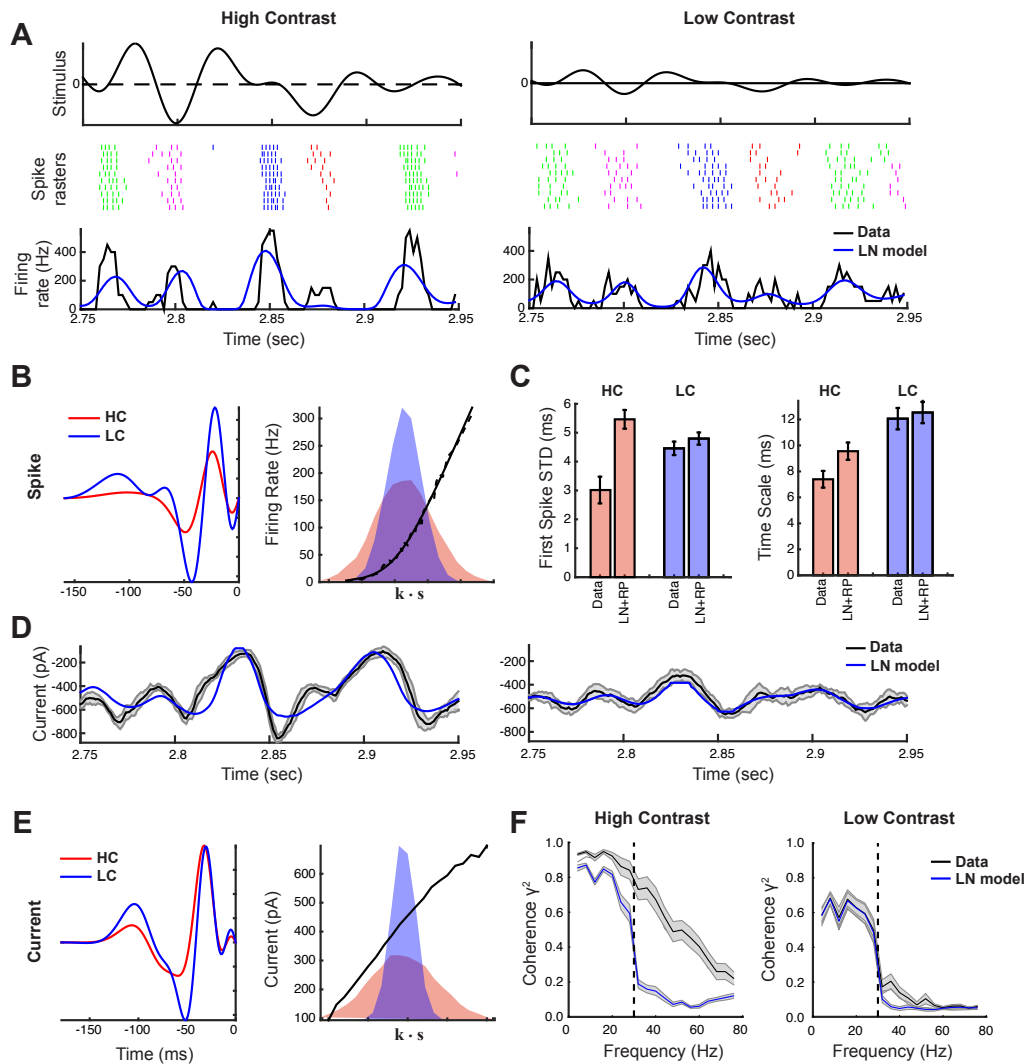 High Contrast
Low Contrast
A
Stimulus
0
0
Spike
rasters
Firing
rate (Hz)
400
200
0
400
200
0
Data
LN model
2.75 2.8 2.85 2.9 2.95
2.75 2.8 2.85 2.9 2.95
Time (sec)
Time (sec)
B
Spike
HC
LC
-150 -100 -50 0
Firing Rate (Hz)
300
250
200
150
100
50
0
k · s
C
HC LC
First Spike STD (ms)
6
5
4
3
2
1
0
Data
LN+RP
Data
LN+RP
HC LC
Time Scale (ms)
12
10
8
6
4
2
0
Data
LN+RP
Data
LN+RP
D
Current (pA)
-200
-400
-600
-800
2.75 2.8 2.85 2.9 2.95
Time (sec)
-200
-400
-600
-800
Data
LN model
2.75 2.8 2.85 2.9 2.95
Time (sec)
E
Current
HC
LC
-150 -100 -50 0
Time (ms)
Current (pA)
600
500
400
300
200
100
k · s
F
High Contrast
Low Contrast
Coherence γ²
1.0
0.8
0.6
0.4
0.2
0
0 20 40 60 80
Frequency (Hz)
Coherence γ²
1.0
0.8
0.6
0.4
0.2
0
Data
LN model
0 20 40 60 80
Frequency (Hz)